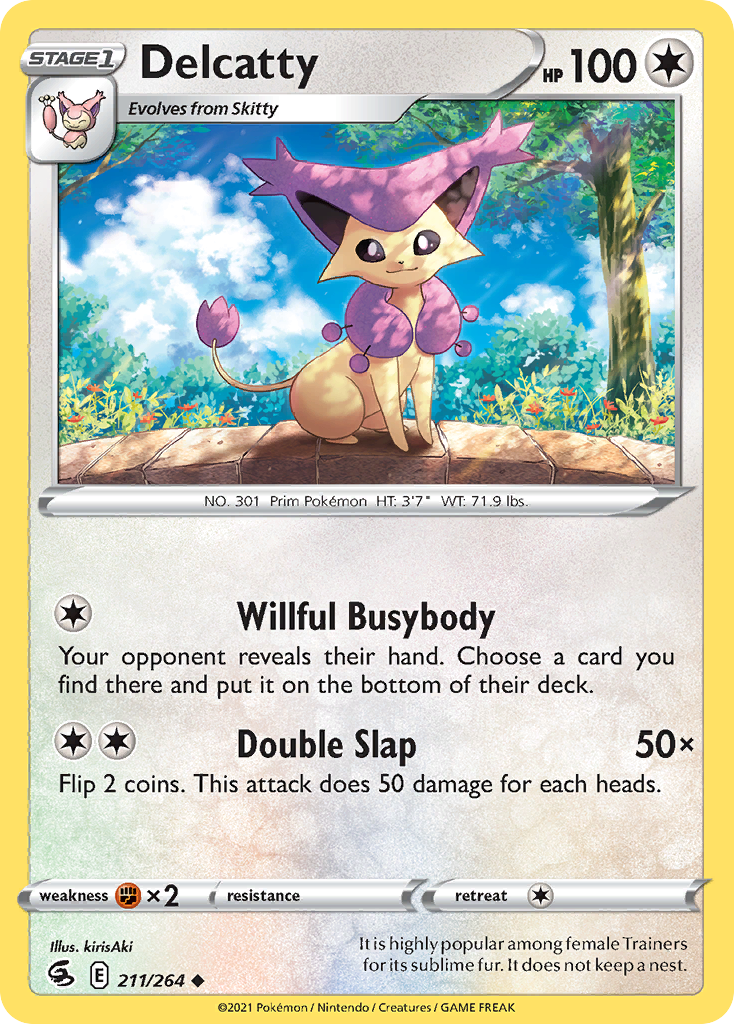 STAGE 1
Delcatty
HP 100
Evolves from Skitty
NO. 301 Prim Pokémon HT: 3'7" WT: 71.9 lbs.
Willful Busybody
Your opponent reveals their hand. Choose a card you
find there and put it on the bottom of their deck.
Double Slap 50×
Flip 2 coins. This attack does 50 damage for each heads.
weakness ×2 resistance retreat
Illus. kirisAki
It is highly popular among female Trainers
for its sublime fur. It does not keep a nest.
E 211/264
©2021 Pokémon / Nintendo / Creatures / GAME FREAK